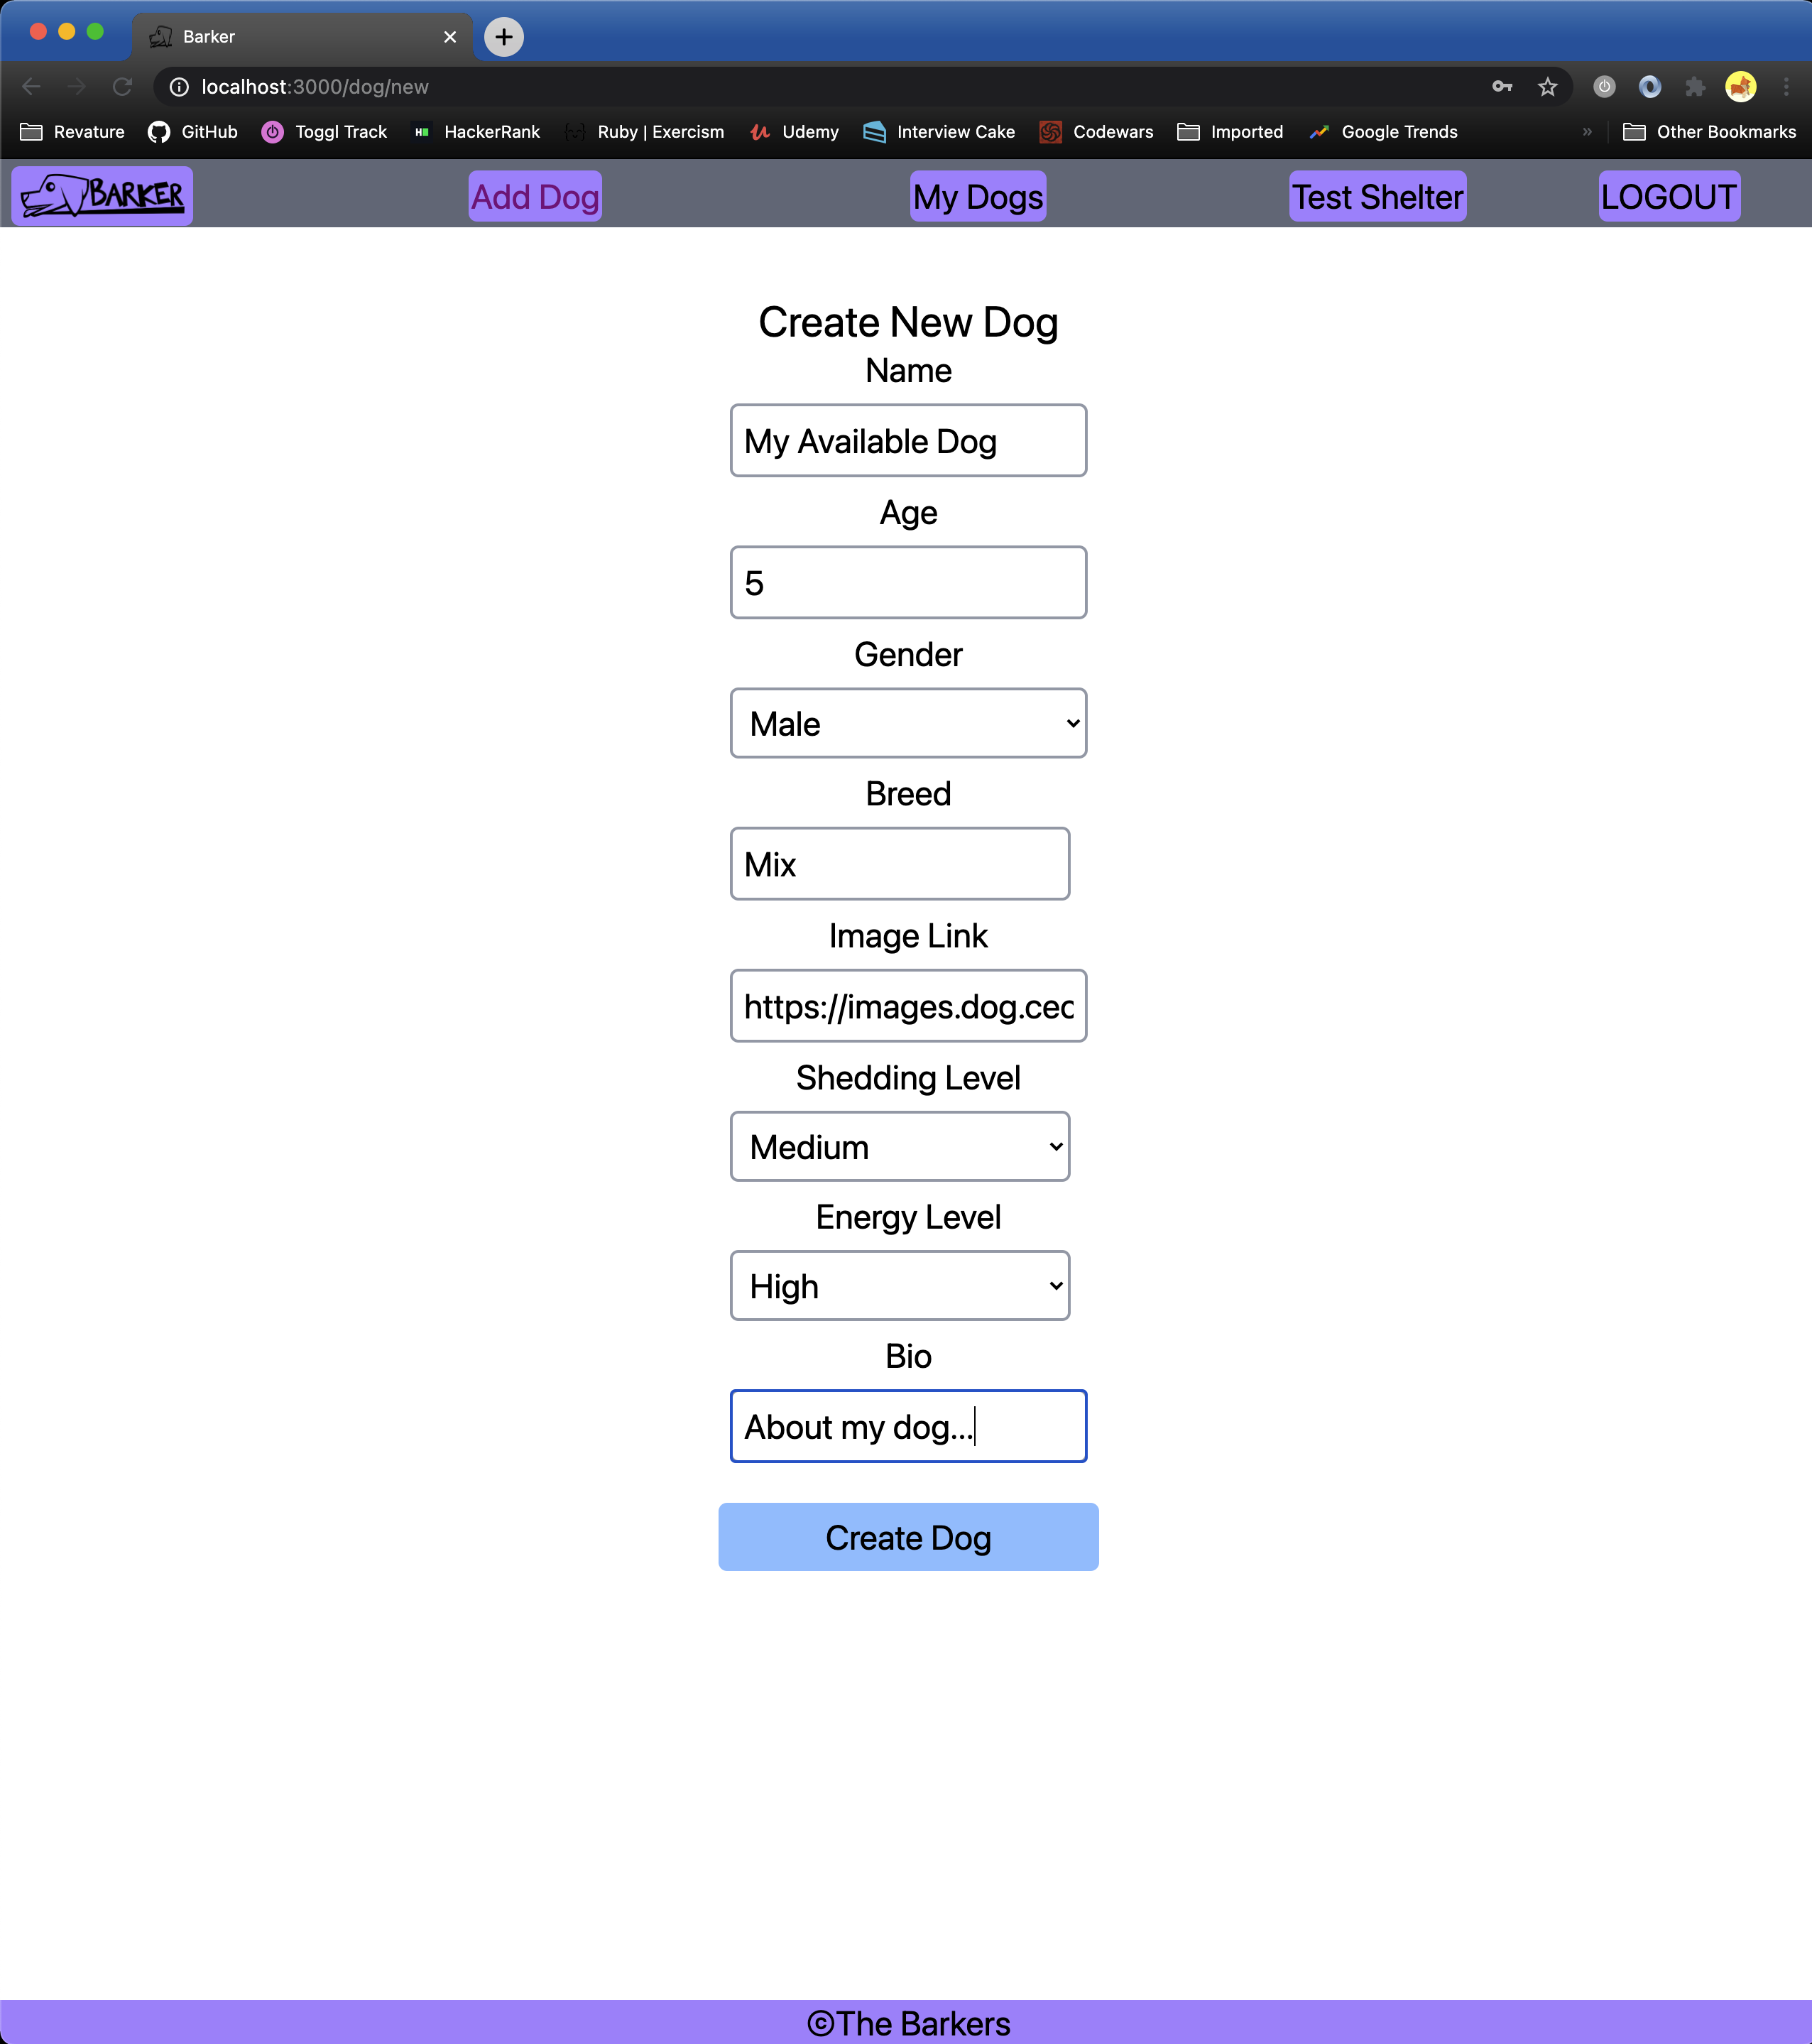 Barker
localhost:3000/dog/new
Revature GitHub Toggl Track HackerRank Ruby | Exercism Udemy Interview Cake Codewars Imported Google Trends » Other Bookmarks
BARKER Add Dog My Dogs Test Shelter LOGOUT
Create New Dog
Name
My Available Dog
Age
5
Gender
Male
Breed
Mix
Image Link
https://images.dog.cec
Shedding Level
Medium
Energy Level
High
Bio
About my dog...
Create Dog
©The Barkers